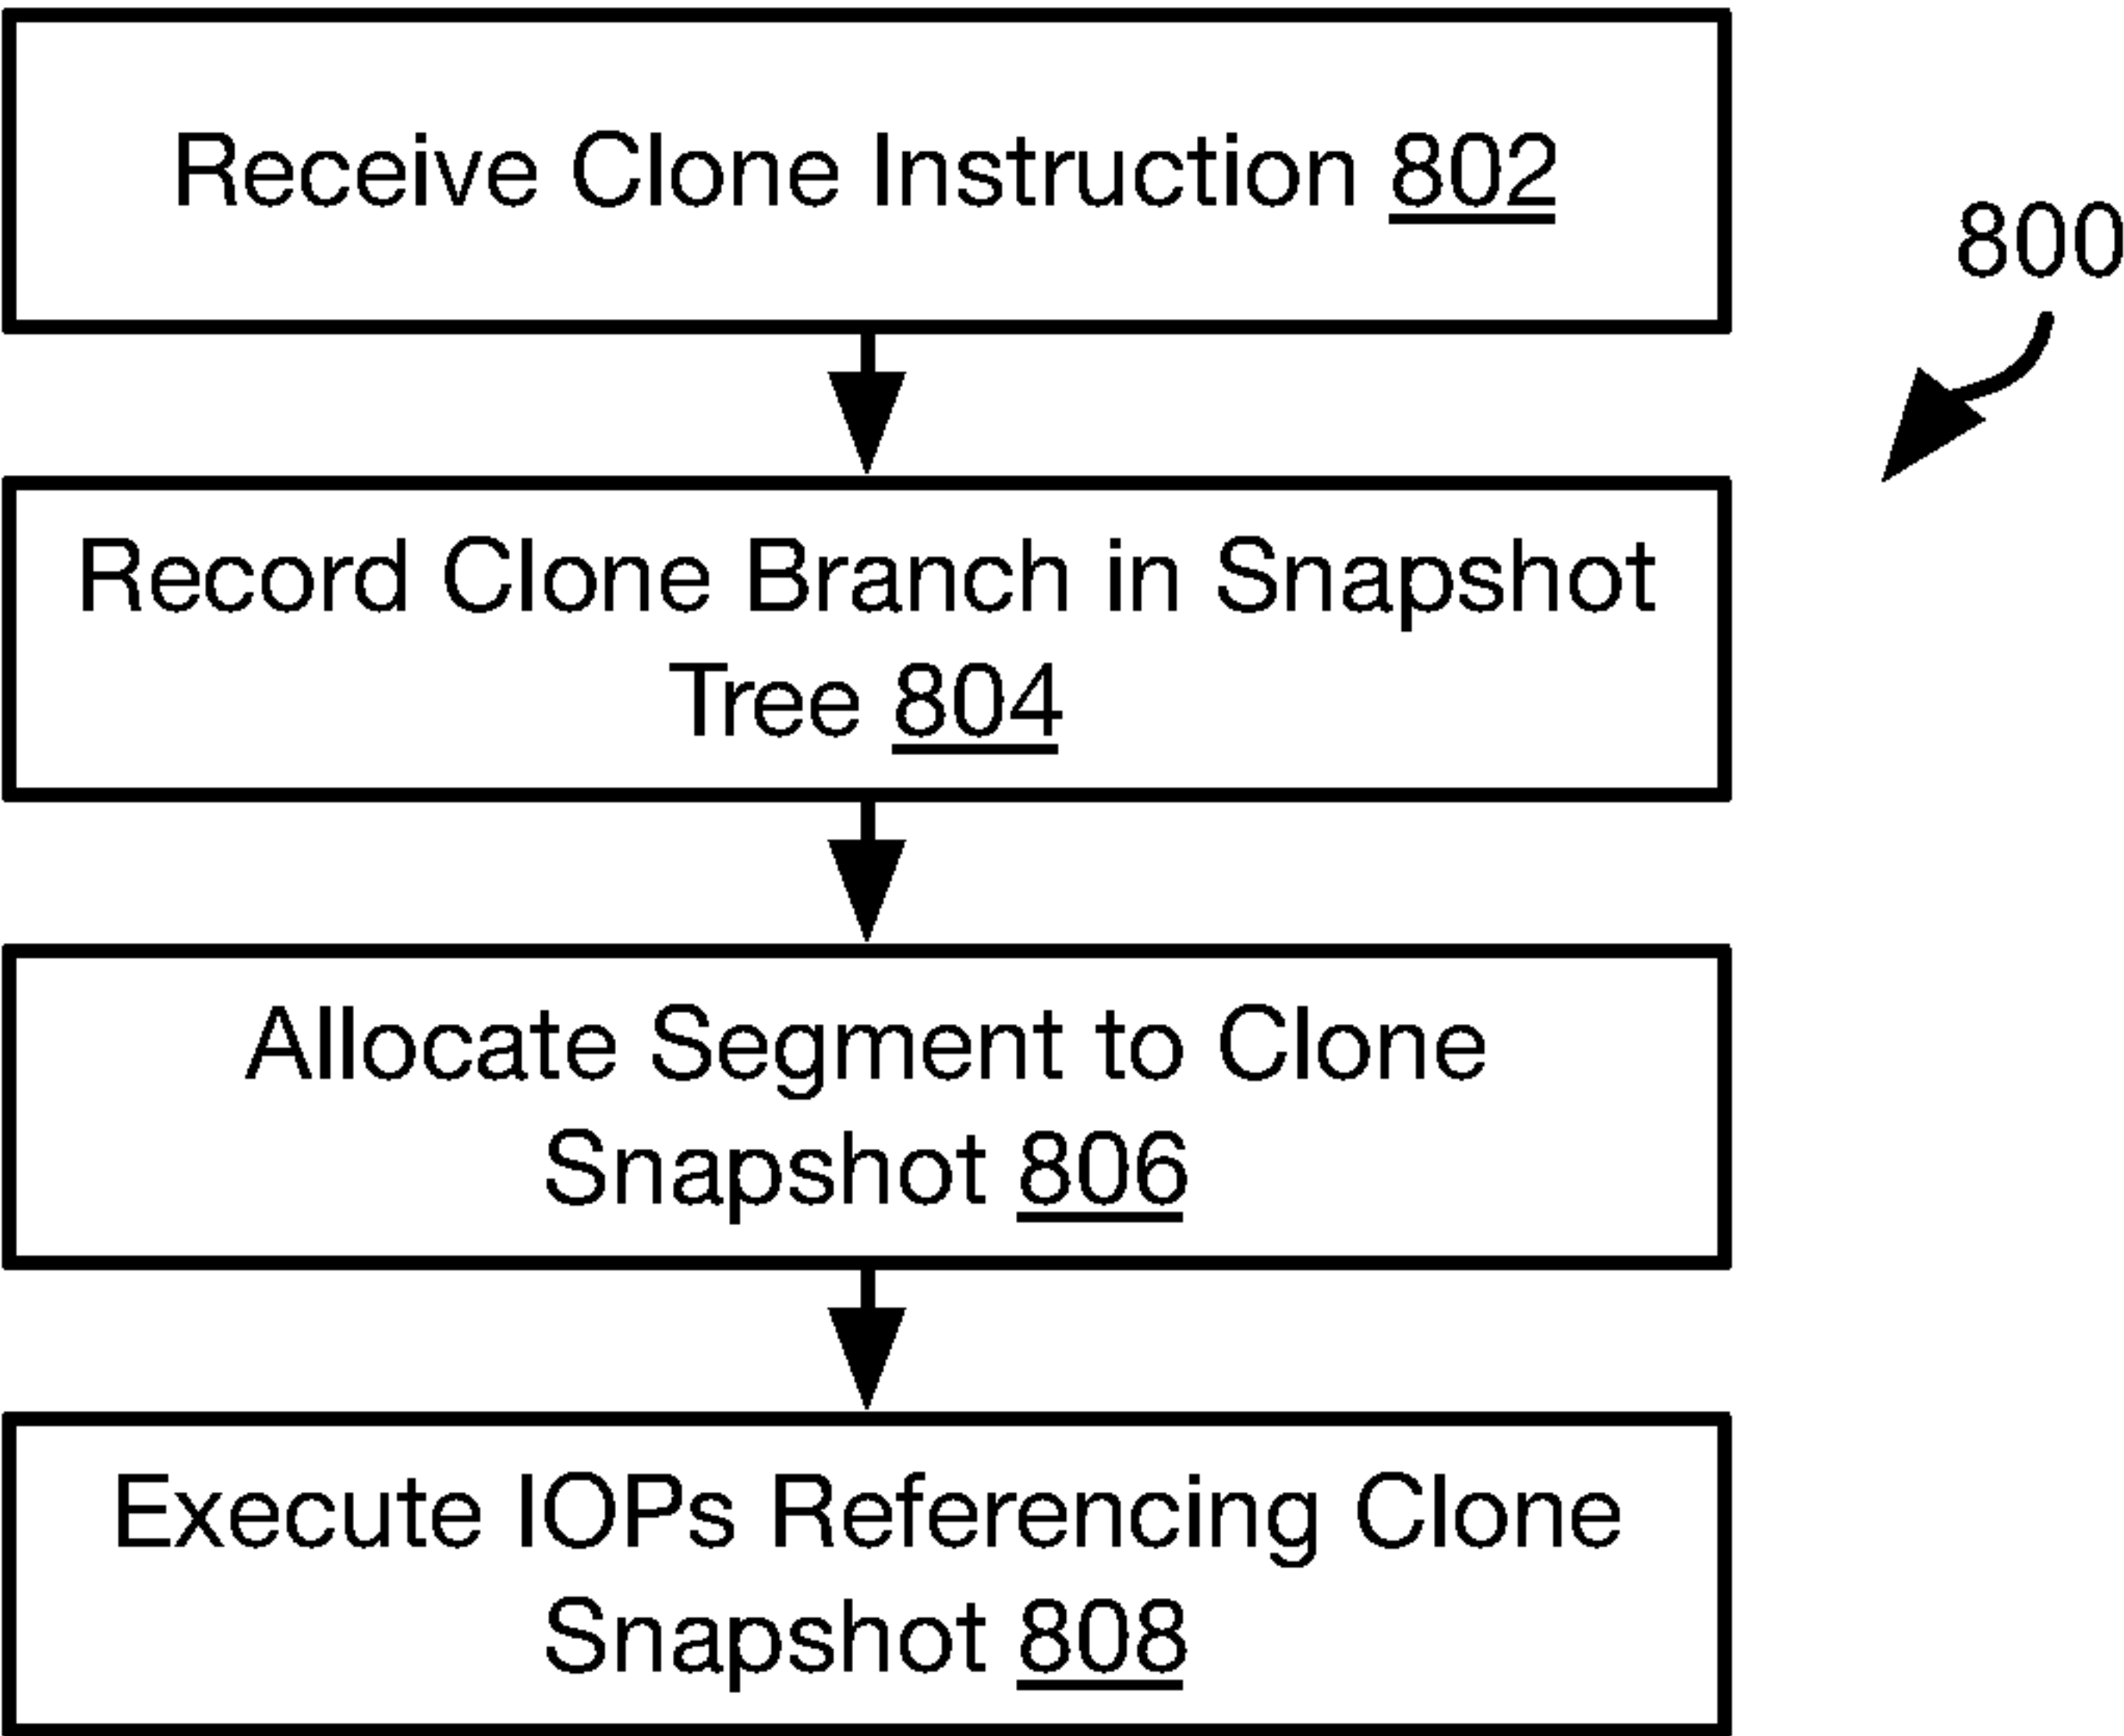 Receive Clone Instruction 802
800
Record Clone Branch in Snapshot
Tree 804
Allocate Segment to Clone
Snapshot 806
Execute IOPs Referencing Clone
Snapshot 808